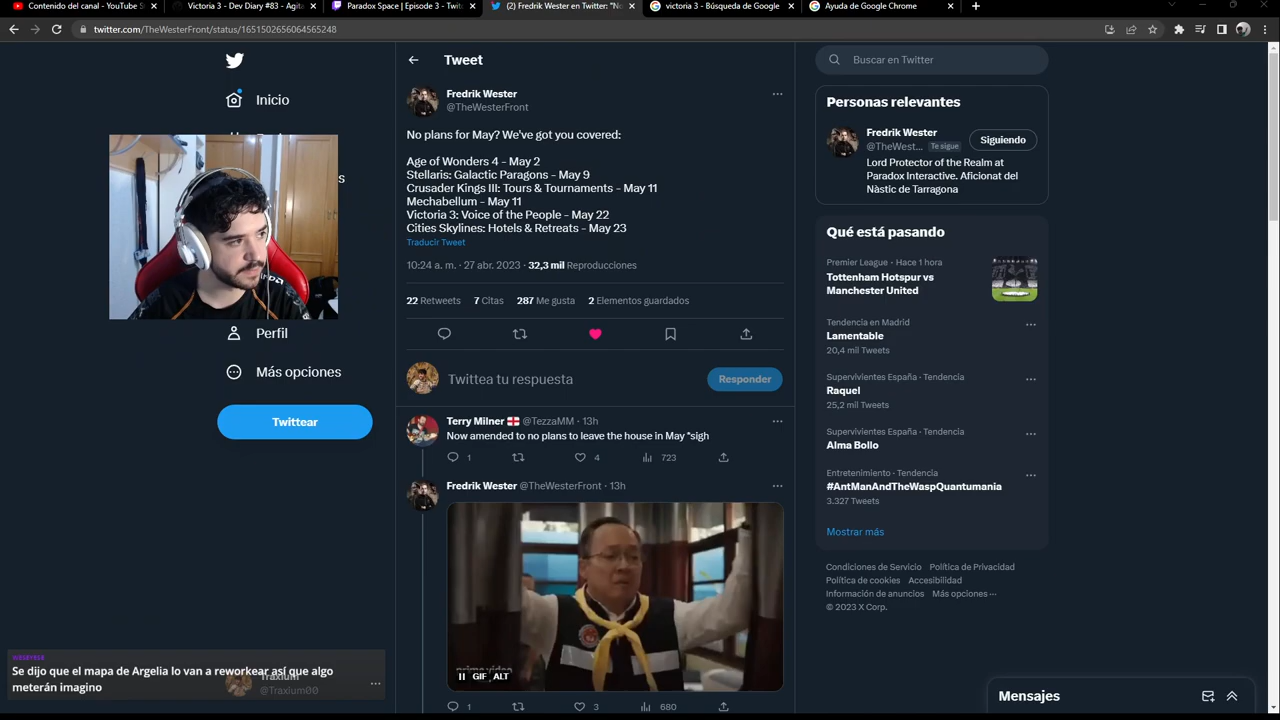 Contenido del canal - YouTube S
Victoria 3 - Dev Diary #83 - Agita
Paradox Space | Episode 3 - Twitc
(2) Fredrik Wester en Twitter: "No
victoria 3 - Búsqueda de Google
Ayuda de Google Chrome
twitter.com/TheWesterFront/status/1651502656064565248
Inicio
Perfil
Más opciones
Twittear
Traxium
@Traxium00
WESKYESE
Se dijo que el mapa de Argelia lo van a reworkear así que algo
meterán imagino
Tweet
Fredrik Wester
@TheWesterFront
No plans for May? We've got you covered:
Age of Wonders 4 - May 2
Stellaris: Galactic Paragons - May 9
Crusader Kings III: Tours & Tournaments - May 11
Mechabellum - May 11
Victoria 3: Voice of the People - May 22
Cities Skylines: Hotels & Retreats - May 23
Traducir Tweet
10:24 a. m. · 27 abr. 2023 · 32,3 mil Reproducciones
22 Retweets 7 Citas 287 Me gusta 2 Elementos guardados
Twittea tu respuesta
Responder
Terry Milner @TezzaMM · 13h
Now amended to no plans to leave the house in May *sigh
1 4 723
Fredrik Wester @TheWesterFront · 13h
prime video
GIF ALT
1 3 680
Buscar en Twitter
Personas relevantes
Fredrik Wester
@TheWest... Te sigue
Siguiendo
Lord Protector of the Realm at
Paradox Interactive. Aficionat del
Nàstic de Tarragona
Qué está pasando
Premier League · Hace 1 hora
Tottenham Hotspur vs
Manchester United
Tendencia en Madrid
Lamentable
20,4 mil Tweets
Supervivientes España · Tendencia
Raquel
25,2 mil Tweets
Supervivientes España · Tendencia
Alma Bollo
Entretenimiento · Tendencia
#AntManAndTheWaspQuantumania
3.327 Tweets
Mostrar más
Condiciones de Servicio Política de Privacidad
Política de cookies Accesibilidad
Información de anuncios Más opciones ···
© 2023 X Corp.
Mensajes